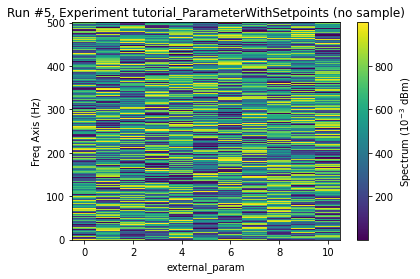 Run #5, Experiment tutorial_ParameterWithSetpoints (no sample)
500
400
300
200
100
0
Freq Axis (Hz)
0 2 4 6 8 10
external_param
800
600
400
200
Spectrum (10⁻³ dBm)